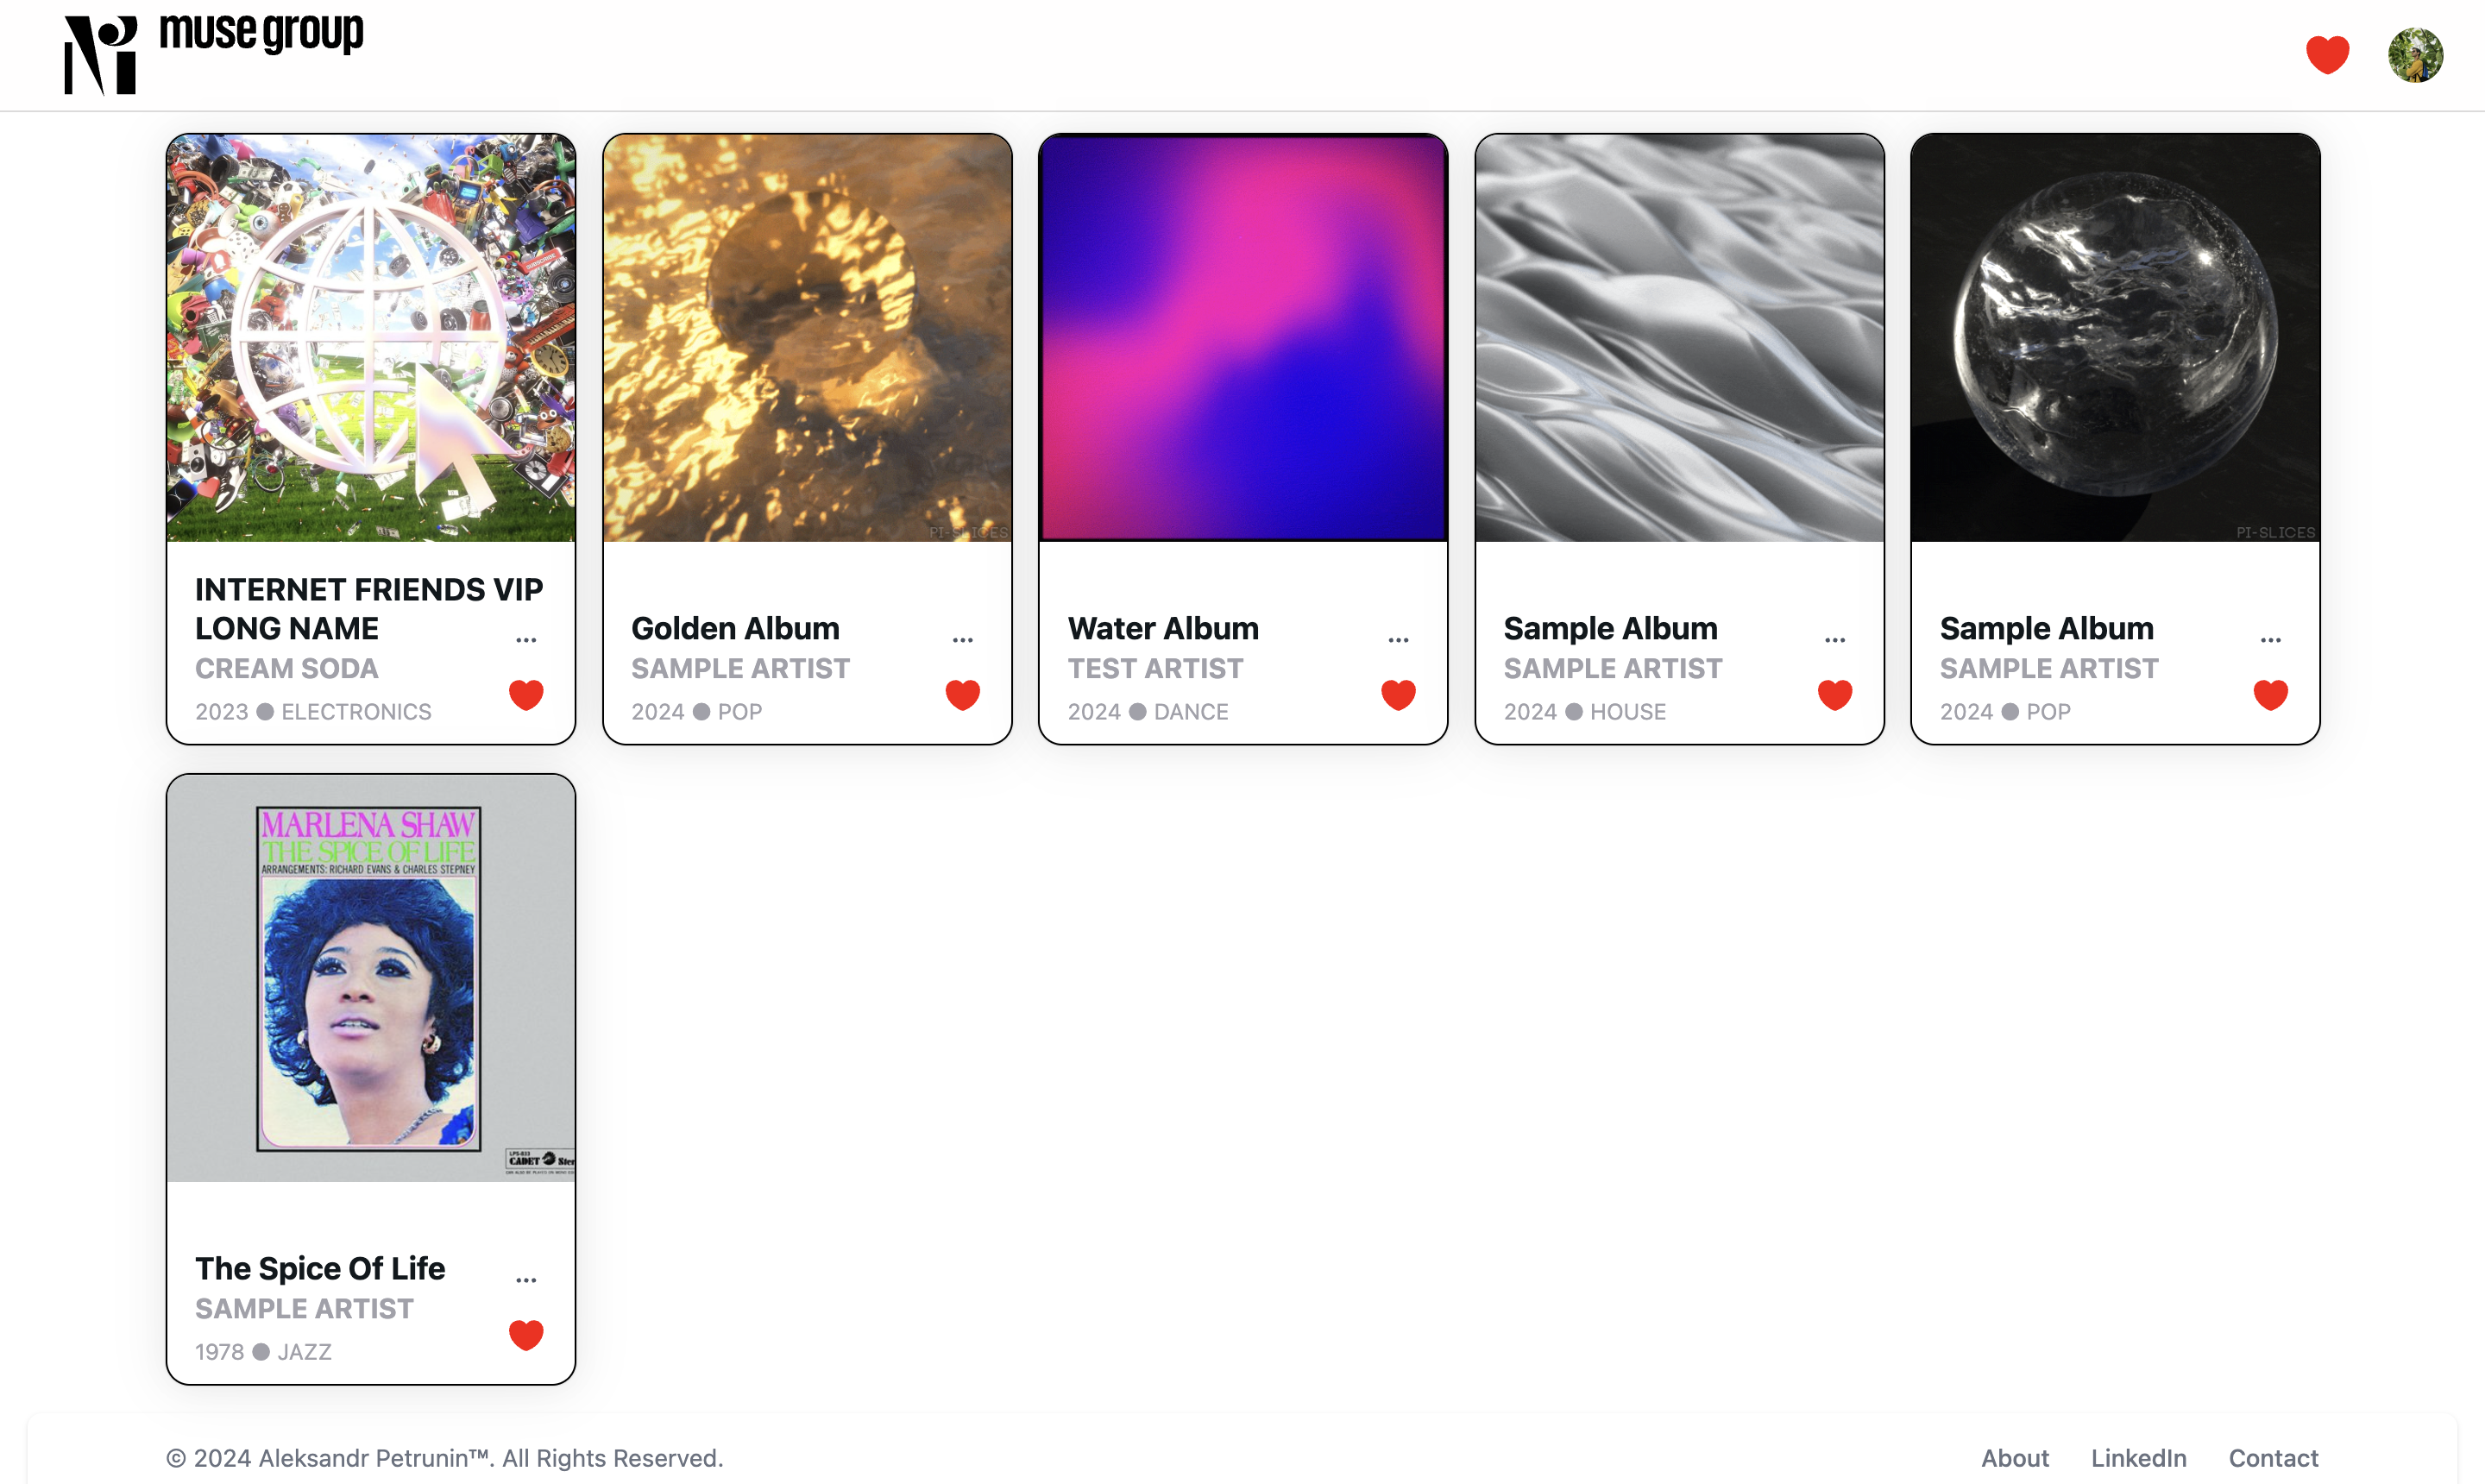 muse group
PI-SLICES
PI-SLICES
INTERNET FRIENDS VIP
LONG NAME
...
CREAM SODA
2023 ● ELECTRONICS
Golden Album
...
SAMPLE ARTIST
2024 ● POP
Water Album
...
TEST ARTIST
2024 ● DANCE
Sample Album
...
SAMPLE ARTIST
2024 ● HOUSE
Sample Album
...
SAMPLE ARTIST
2024 ● POP
MARLENA SHAW
THE SPICE OF LIFE
ARRANGEMENTS: RICHARD EVANS & CHARLES STEPNEY
LPS-833
CADET Ster
The Spice Of Life
...
SAMPLE ARTIST
1978 ● JAZZ
© 2024 Aleksandr Petrunin™. All Rights Reserved.
About LinkedIn Contact